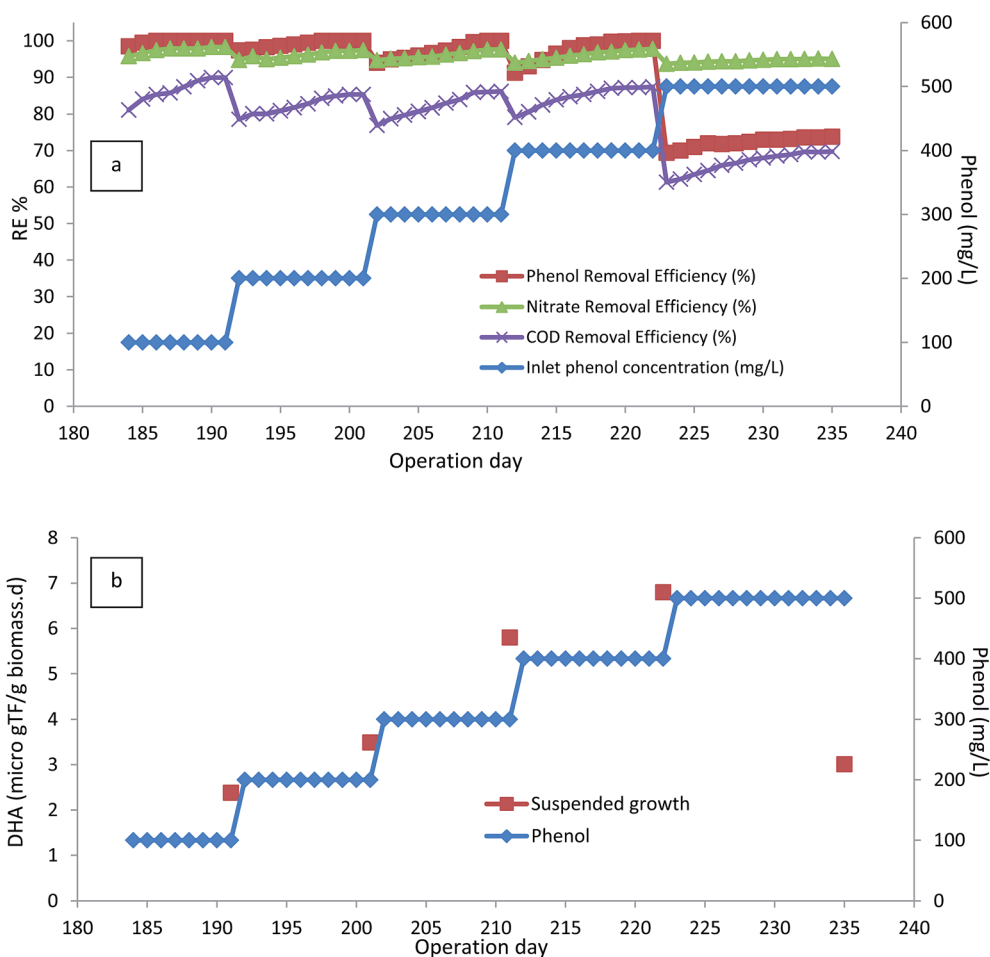 a
RE %
100
90
80
70
60
50
40
30
20
10
0
600
500
400
300
200
100
0
Phenol (mg/L)
Phenol Removal Efficiency (%)
Nitrate Removal Efficiency (%)
COD Removal Efficiency (%)
Inlet phenol concentration (mg/L)
180 185 190 195 200 205 210 215 220 225 230 235 240
Operation day
b
DHA (micro gTF/g biomass.d)
8
7
6
5
4
3
2
1
0
600
500
400
300
200
100
0
Phenol (mg/L)
Suspended growth
Phenol
180 185 190 195 200 205 210 215 220 225 230 235 240
Operation day